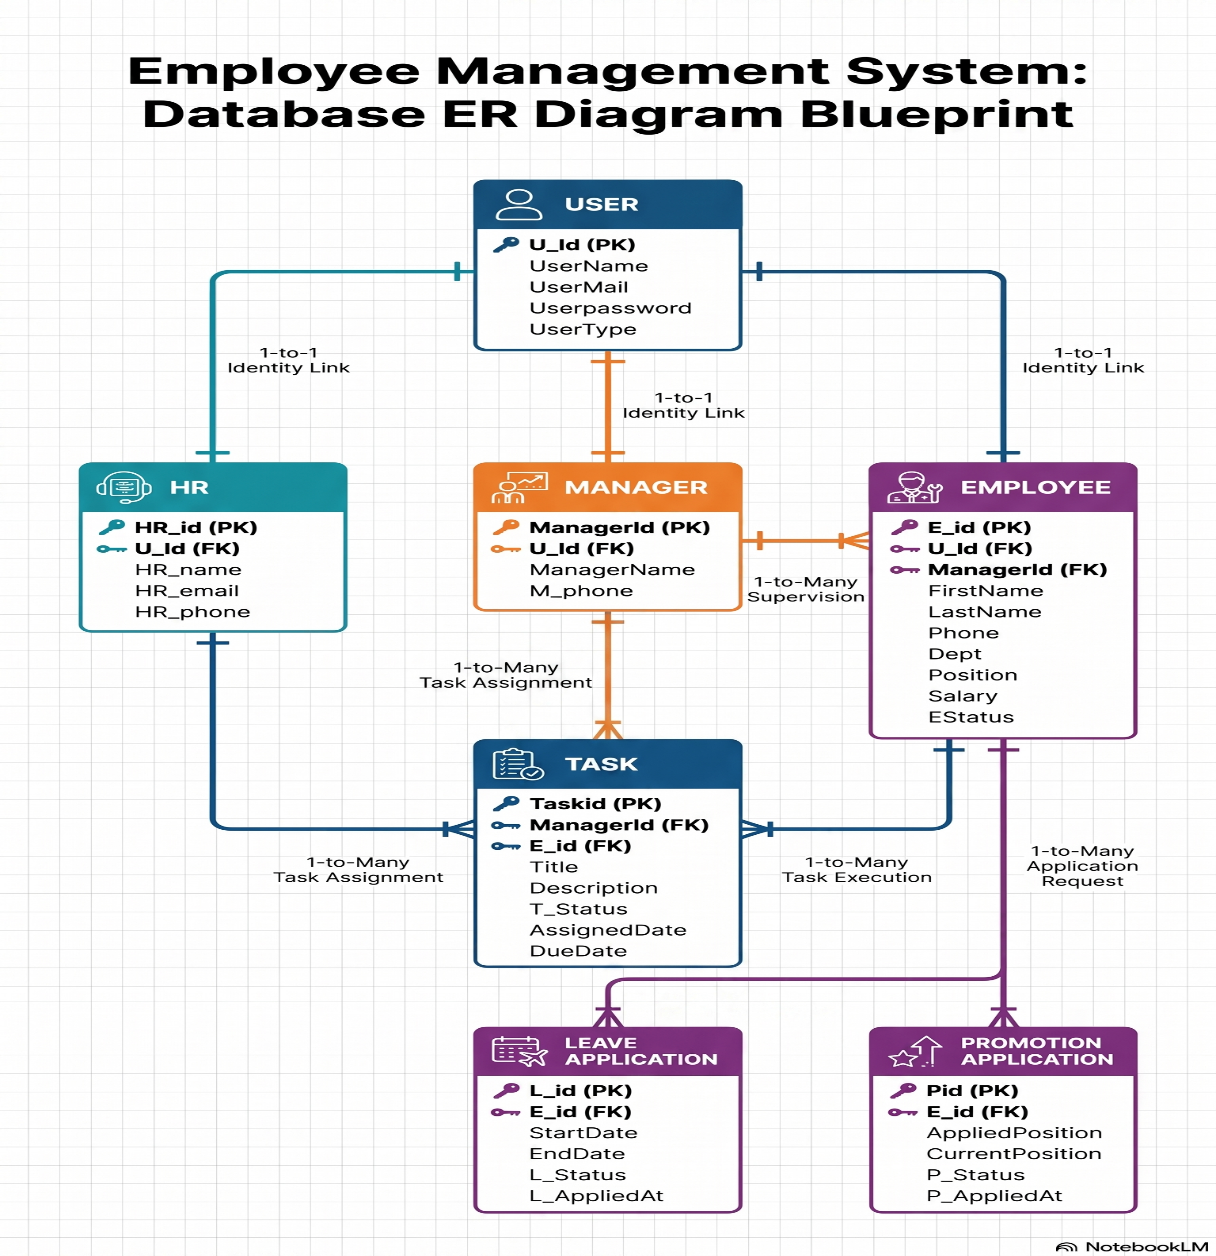 Employee Management System:
Database ER Diagram Blueprint
USER
U_Id (PK)
UserName
UserMail
Userpassword
UserType
1-to-1
Identity Link
1-to-1
Identity Link
1-to-1
Identity Link
HR
HR_id (PK)
U_Id (FK)
HR_name
HR_email
HR_phone
MANAGER
ManagerId (PK)
U_Id (FK)
ManagerName
M_phone
1-to-Many
Supervision
EMPLOYEE
E_id (PK)
U_Id (FK)
ManagerId (FK)
FirstName
LastName
Phone
Dept
Position
Salary
EStatus
1-to-Many
Task Assignment
TASK
Taskid (PK)
ManagerId (FK)
E_id (FK)
Title
Description
T_Status
AssignedDate
DueDate
1-to-Many
Task Assignment
1-to-Many
Task Execution
1-to-Many
Application
Request
LEAVE
APPLICATION
L_id (PK)
E_id (FK)
StartDate
EndDate
L_Status
L_AppliedAt
PROMOTION
APPLICATION
Pid (PK)
E_id (FK)
AppliedPosition
CurrentPosition
P_Status
P_AppliedAt
NotebookLM